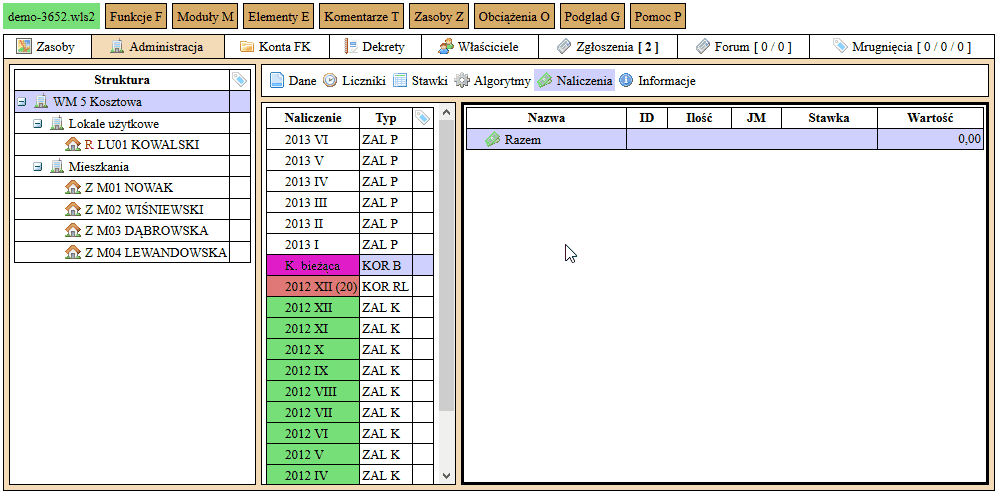 demo-3652.wls2 Funkcje F Moduły M Elementy E Komentarze T Zasoby Z Obciążenia O Podgląd G Pomoc P
Zasoby Administracja Konta FK Dekrety Właściciele Zgłoszenia [ 2 ] Forum [ 0 / 0 ] Mrugnięcia [ 0 / 0 / 0 ]
Struktura
WM 5 Kosztowa
Lokale użytkowe
R LU01 KOWALSKI
Mieszkania
Z M01 NOWAK
Z M02 WIŚNIEWSKI
Z M03 DĄBROWSKA
Z M04 LEWANDOWSKA
Dane Liczniki Stawki Algorytmy Naliczenia Informacje
Naliczenie Typ
2013 VI ZAL P
2013 V ZAL P
2013 IV ZAL P
2013 III ZAL P
2013 II ZAL P
2013 I ZAL P
K. bieżąca KOR B
2012 XII (20) KOR RL
2012 XII ZAL K
2012 XI ZAL K
2012 X ZAL K
2012 IX ZAL K
2012 VIII ZAL K
2012 VII ZAL K
2012 VI ZAL K
2012 V ZAL K
2012 IV ZAL K
Nazwa ID Ilość JM Stawka Wartość
Razem 0,00